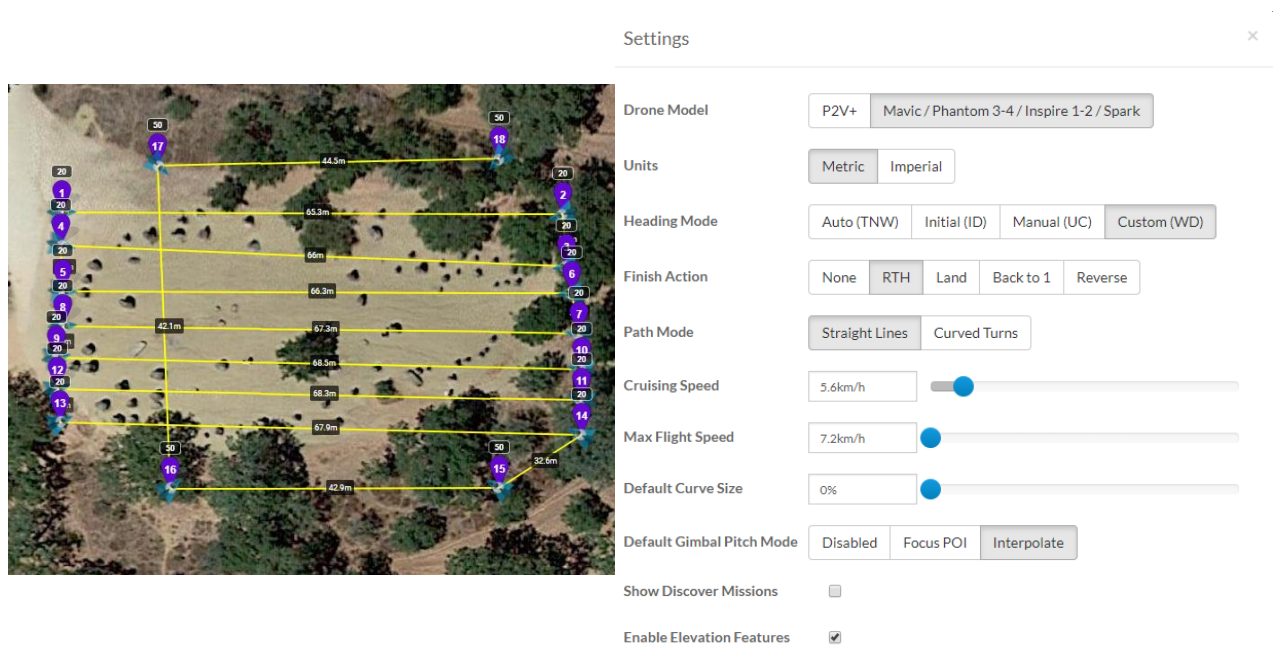 50
17
50
18
44.5m
20
1
20
4
20
2
20
65.3m
66m
20
6
20
5
20
8
66.3m
20
7
20
9
42.1m
67.3m
20
10
20
12
20
11
68.5m
20
13
68.3m
20
14
67.9m
50
16
50
15
32.6m
42.9m
Settings ×
Drone Model P2V+ Mavic / Phantom 3-4 / Inspire 1-2 / Spark
Units Metric Imperial
Heading Mode Auto (TNW) Initial (ID) Manual (UC) Custom (WD)
Finish Action None RTH Land Back to 1 Reverse
Path Mode Straight Lines Curved Turns
Cruising Speed 5.6km/h
Max Flight Speed 7.2km/h
Default Curve Size 0%
Default Gimbal Pitch Mode Disabled Focus POI Interpolate
Show Discover Missions
Enable Elevation Features